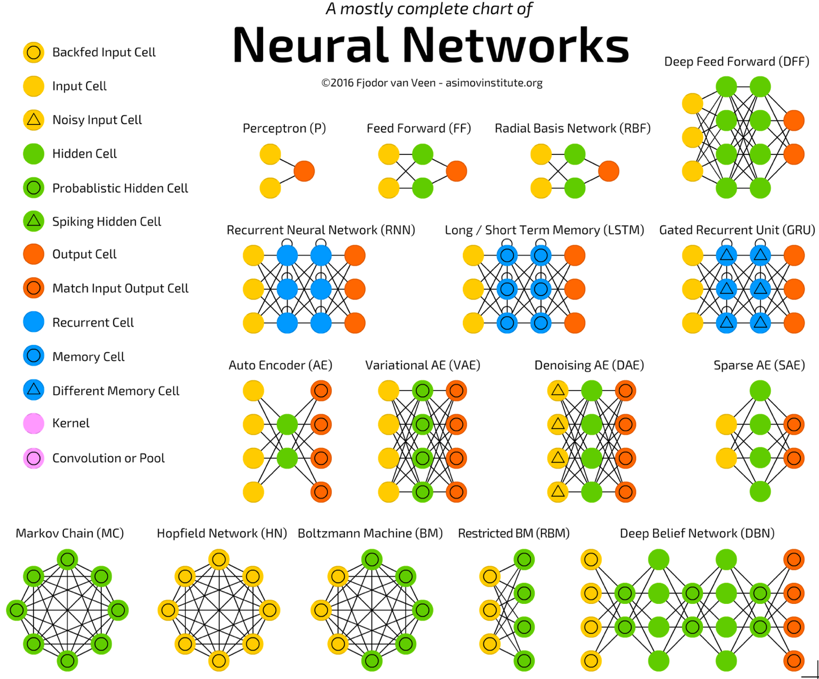 A mostly complete chart of
Neural Networks
©2016 Fjodor van Veen - asimovinstitute.org
Backfed Input Cell
Input Cell
Noisy Input Cell
Hidden Cell
Probablistic Hidden Cell
Spiking Hidden Cell
Output Cell
Match Input Output Cell
Recurrent Cell
Memory Cell
Different Memory Cell
Kernel
Convolution or Pool
Deep Feed Forward (DFF)
Perceptron (P)
Feed Forward (FF)
Radial Basis Network (RBF)
Recurrent Neural Network (RNN)
Long / Short Term Memory (LSTM)
Gated Recurrent Unit (GRU)
Auto Encoder (AE)
Variational AE (VAE)
Denoising AE (DAE)
Sparse AE (SAE)
Markov Chain (MC)
Hopfield Network (HN)
Boltzmann Machine (BM)
Restricted BM (RBM)
Deep Belief Network (DBN)